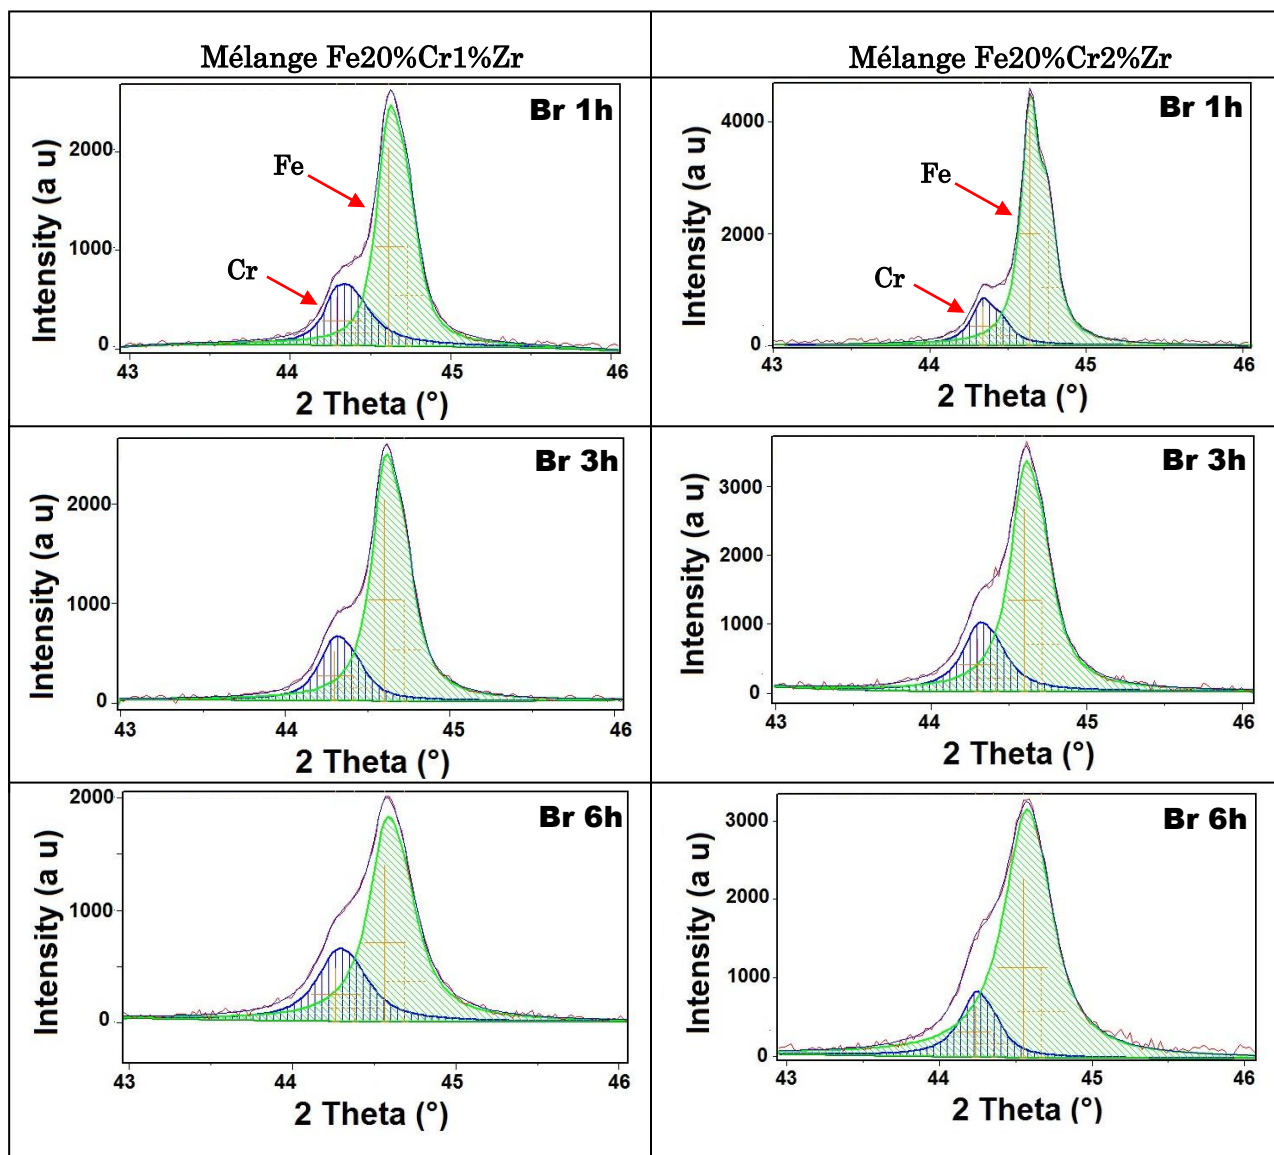 Mélange Fe20%Cr1%Zr
Mélange Fe20%Cr2%Zr
Br 1h
Intensity (a u)
2000
1000
0
Fe
Cr
43 44 45 46
2 Theta (°)
Br 1h
Intensity (a u)
4000
2000
0
Fe
Cr
43 44 45 46
2 Theta (°)
Br 3h
Intensity (a u)
2000
1000
0
43 44 45 46
2 Theta (°)
Br 3h
Intensity (a u)
3000
2000
1000
0
43 44 45 46
2 Theta (°)
Br 6h
Intensity (a u)
2000
1000
0
43 44 45 46
2 Theta (°)
Br 6h
Intensity (a u)
3000
2000
1000
0
43 44 45 46
2 Theta (°)